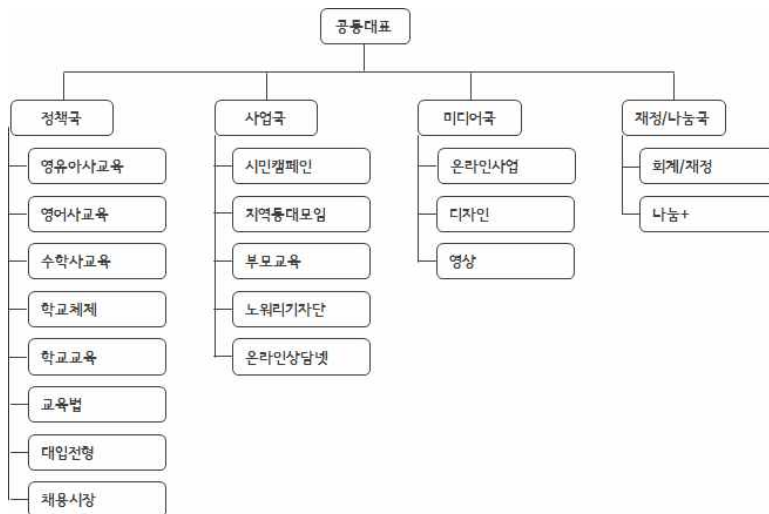 공동대표
정책국
사업국
미디어국
재정/나눔국
영유아사교육
영어사교육
수학사교육
학교체제
학교교육
교육법
대입전형
채용시장
시민캠페인
지역등대모임
부모교육
노워리기자단
온라인상담넷
온라인사업
디자인
영상
회계/재정
나눔+